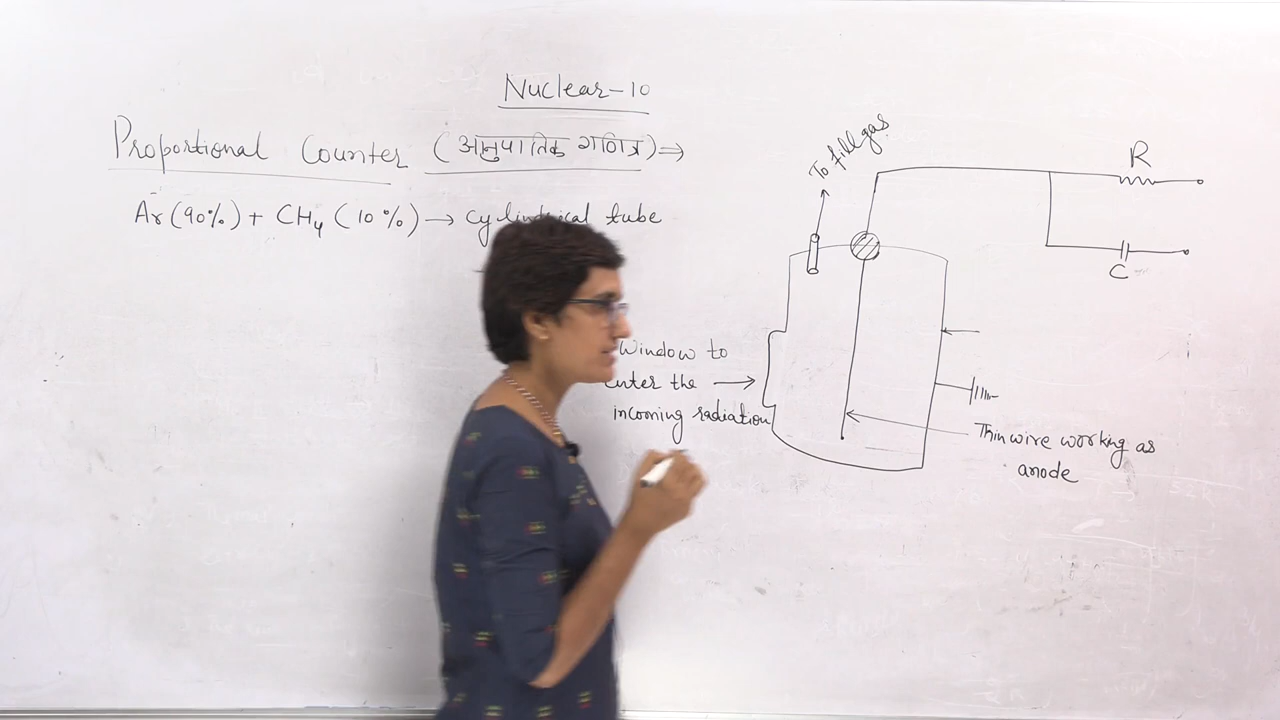 Nuclear-10
Proportional Counter (आनुपातिक गणित्र) ⇒
Ar (90%) + CH₄ (10%) → cylindrical tube
To fill gas
R
C
Window to
enter the
incoming radiation
Thin wire working as
anode